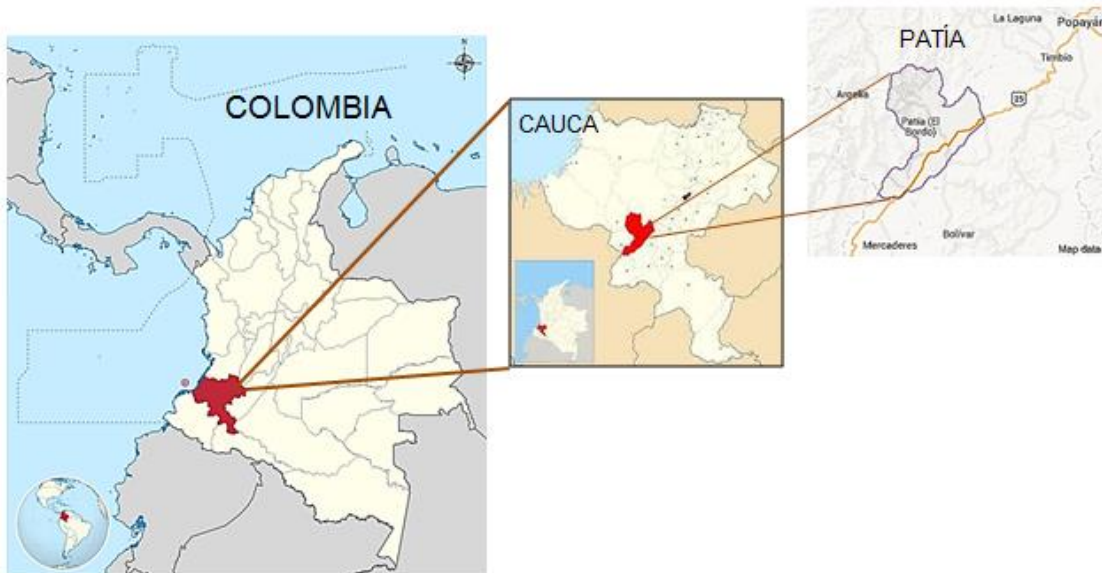 COLOMBIA
CAUCA
PATÍA
La Laguna
Popayán
Timbío
Argelia
25
Patía (El
Bordo)
Bolívar
Mercaderes
Map data